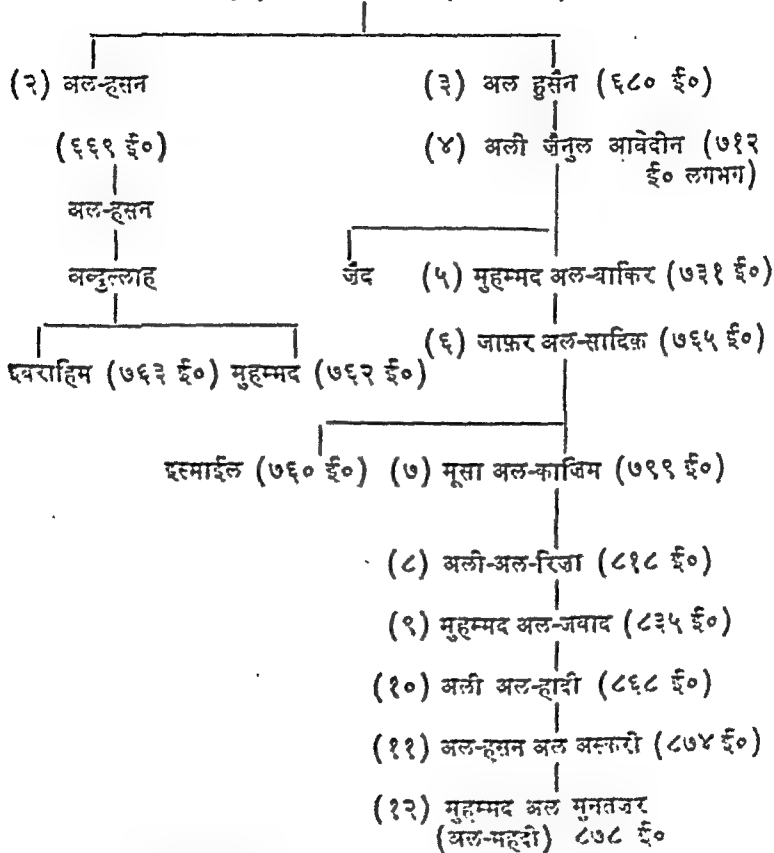 (२) अल-हसन (३) अल हुसैन (६८० ई०)
(६६९ ई०) (४) अली जैनुल आवेदीन (७१२
ई० लगभग)
अल-हसन
अब्दुल्लाह जैद (५) मुहम्मद अल-बाकिर (७३१ ई०)
(६) जाफ़र अल-सादिक़ (७६५ ई०)
इबराहिम (७६३ ई०) मुहम्मद (७६२ ई०)
इस्माईल (७६० ई०) (७) मूसा अल-काज़िम (७९९ ई०)
(८) अली-अल-रिज़ा (८१८ ई०)
(९) मुहम्मद अल-जवाद (८३५ ई०)
(१०) अली अल-हादी (८६८ ई०)
(११) अल-हसन अल अस्करी (८७४ ई०)
(१२) मुहम्मद अल मुनतज़र
(अल-महदी) ८७८ ई०